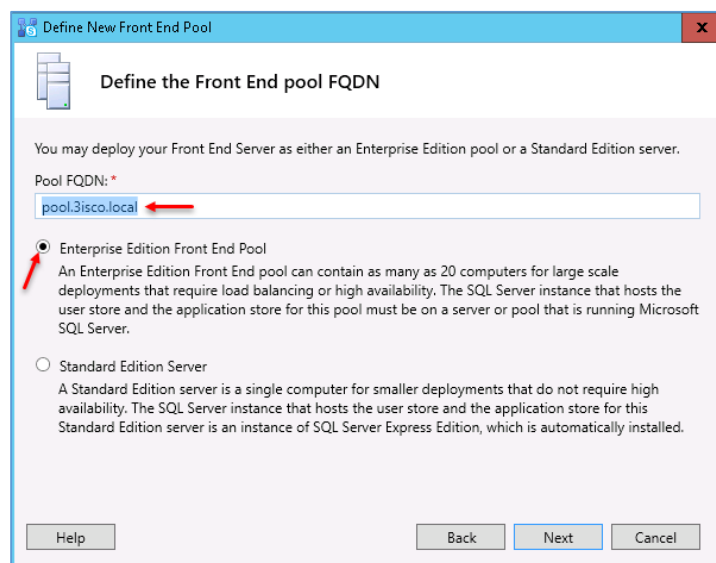 Define New Front End Pool
x
Define the Front End pool FQDN
You may deploy your Front End Server as either an Enterprise Edition pool or a Standard Edition server.
Pool FQDN: *
pool.3isco.local
Enterprise Edition Front End Pool
An Enterprise Edition Front End pool can contain as many as 20 computers for large scale
deployments that require load balancing or high availability. The SQL Server instance that hosts the
user store and the application store for this pool must be on a server or pool that is running Microsoft
SQL Server.
Standard Edition Server
A Standard Edition server is a single computer for smaller deployments that do not require high
availability. The SQL Server instance that hosts the user store and the application store for this
Standard Edition server is an instance of SQL Server Express Edition, which is automatically installed.
Help Back Next Cancel